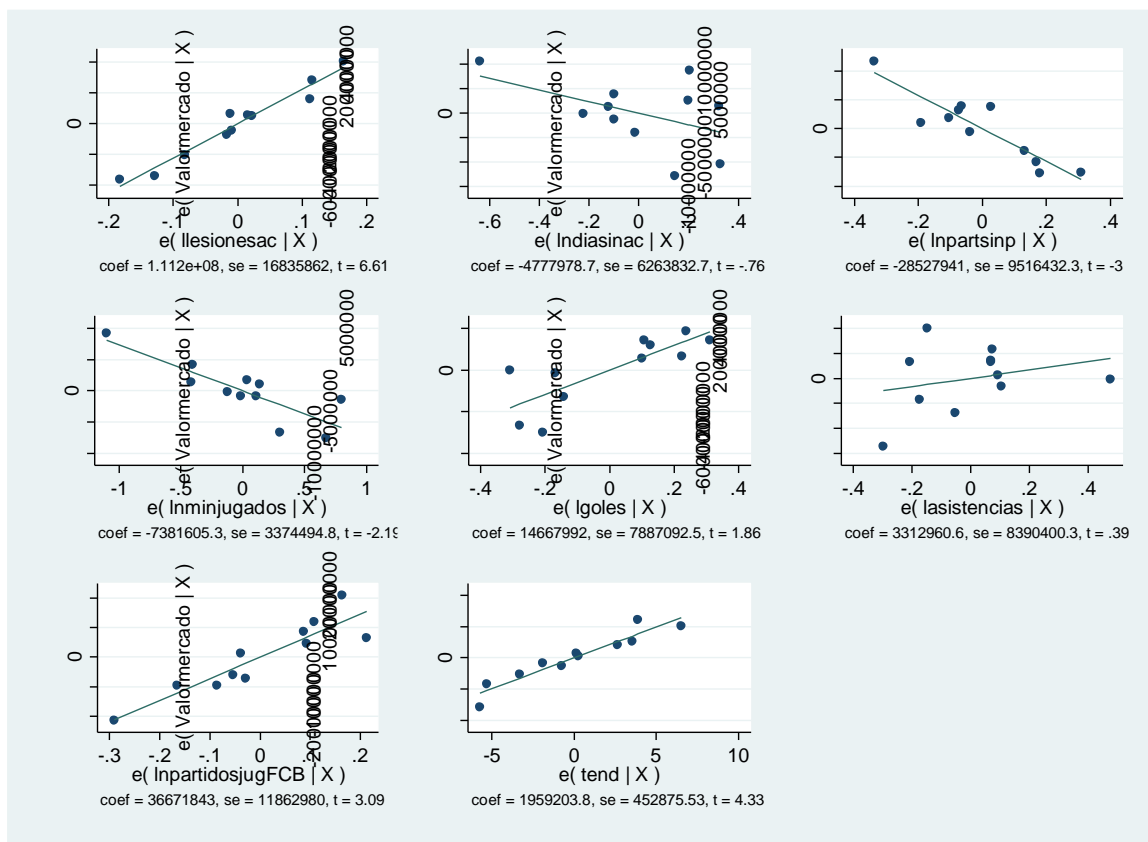 e( Valormercado | X )
0
-.2 -.1 0 .1 .2
e( llesionesac | X )
coef = 1.112e+08, se = 16835862, t = 6.61
e( Valormercado | X )
0
-.6 -.4 -.2 0 .2 .4
e( lndiasinac | X )
coef = -4777978.7, se = 6263832.7, t = -.76
0
-.4 -.2 0 .2 .4
e( lnpartsinp | X )
coef = -28527941, se = 9516432.3, t = -3
e( Valormercado | X )
5000000
0
-5000000
-1 -.5 0 .5 1
e( lnminjugados | X )
coef = -7381605.3, se = 3374494.8, t = -2.19
e( Valormercado | X )
0
-.4 -.2 0 .2 .4
e( lgoles | X )
coef = 14667992, se = 7887092.5, t = 1.86
0
-.4 -.2 0 .2 .4
e( lasistencias | X )
coef = 3312960.6, se = 8390400.3, t = .39
e( Valormercado | X )
0
-.3 -.2 -.1 0 .1 .2
e( lnpartidosjugFCB | X )
coef = 36671843, se = 11862980, t = 3.09
0
-5 0 5 10
e( tend | X )
coef = 1959203.8, se = 452875.53, t = 4.33